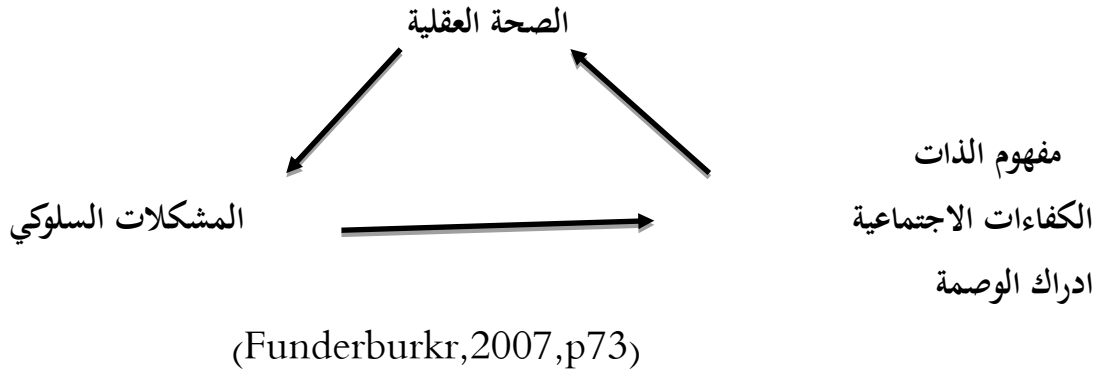 الصحة العقلية
مفهوم الذات
الكفاءات الاجتماعية
ادراك الوصمة
المشكلات السلوكي
(Funderburkr,2007,p73)